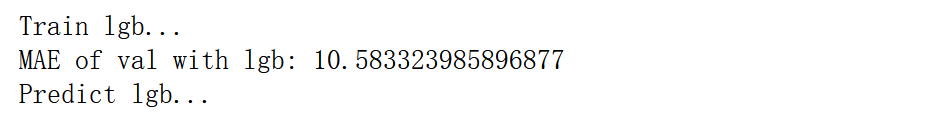 Train lgb...
MAE of val with lgb: 10.583323985896877
Predict lgb...